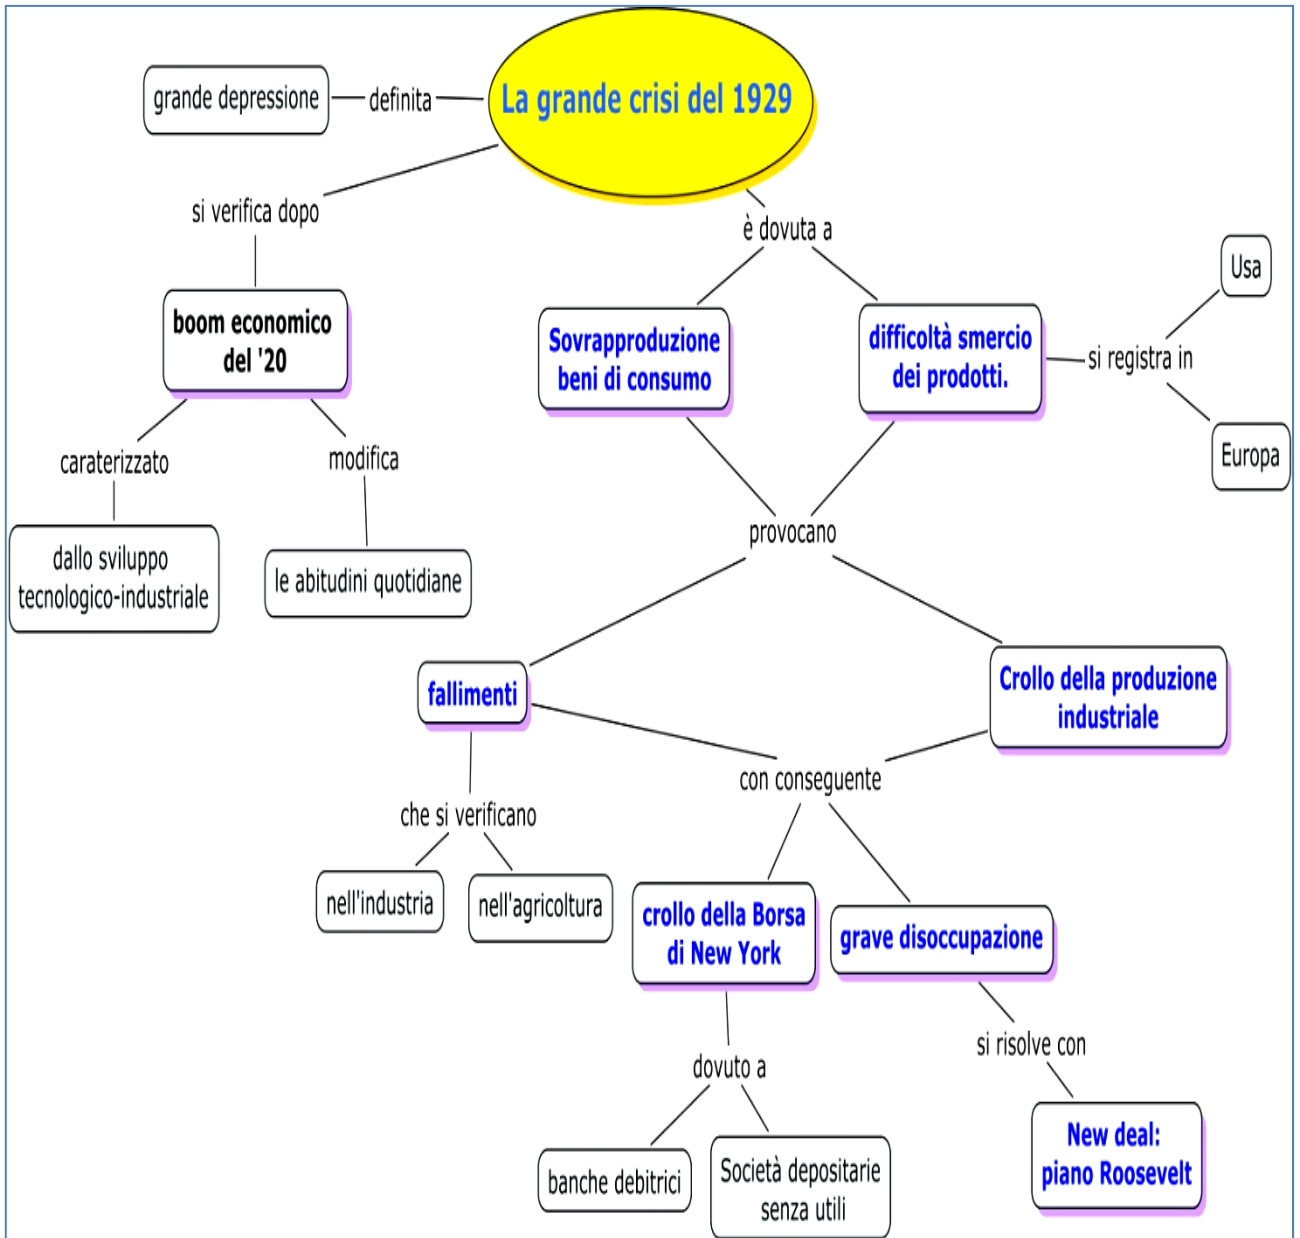 La grande crisi del 1929
grande depressione
definita
si verifica dopo
è dovuta a
Usa
boom economico
del '20
Sovrapproduzione
beni di consumo
difficoltà smercio
dei prodotti.
si registra in
Europa
caraterizzato
modifica
dallo sviluppo
tecnologico-industriale
le abitudini quotidiane
provocano
fallimenti
Crollo della produzione
industriale
con conseguente
che si verificano
nell'industria
nell'agricoltura
crollo della Borsa
di New York
grave disoccupazione
dovuto a
si risolve con
banche debitrici
Società depositarie
senza utili
New deal:
piano Roosevelt